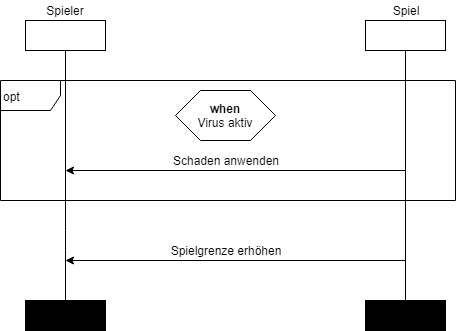 Spieler
Spiel
opt
when
Virus aktiv
Schaden anwenden
Spielgrenze erhöhen